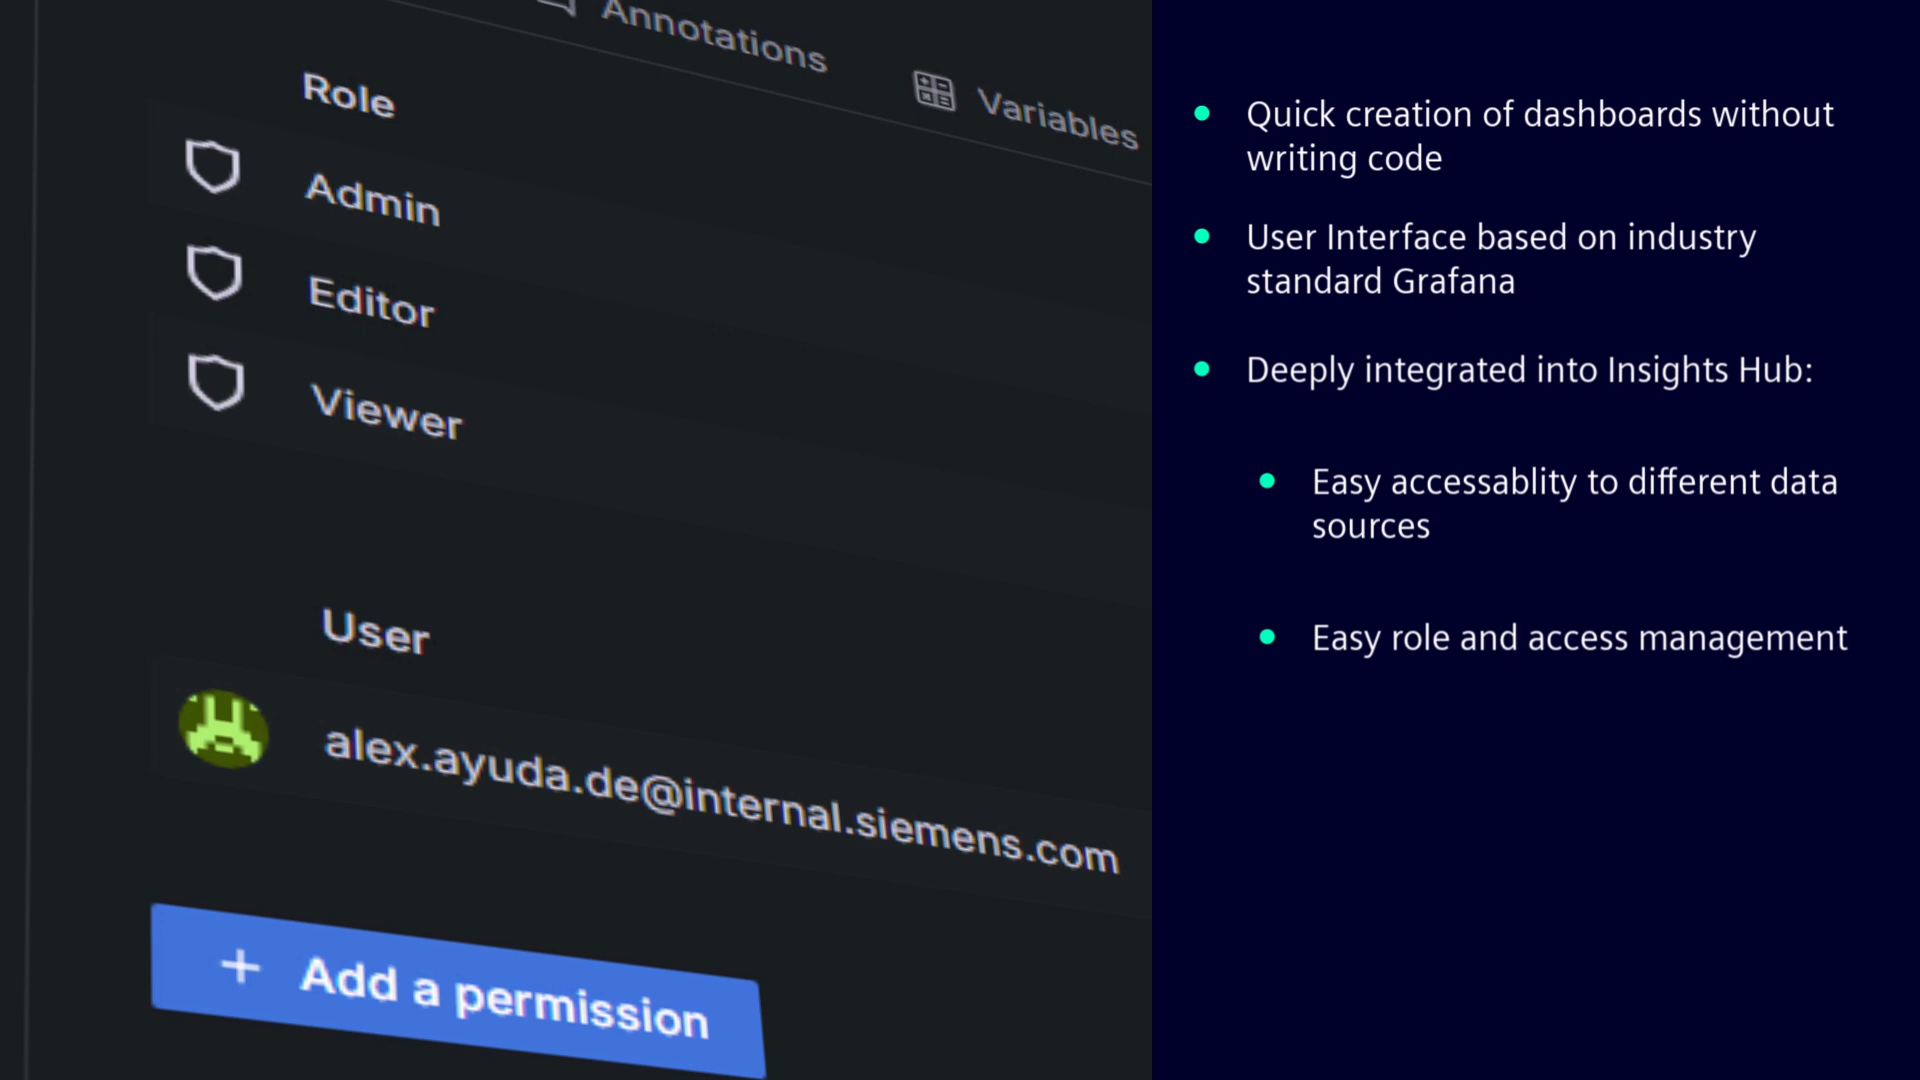 Annotations
Variables
Role
Admin
Editor
Viewer
User
alex.ayuda.de@internal.siemens.com
+ Add a permission
Quick creation of dashboards without
writing code
User Interface based on industry
standard Grafana
Deeply integrated into Insights Hub:
Easy accessablity to different data
sources
Easy role and access management